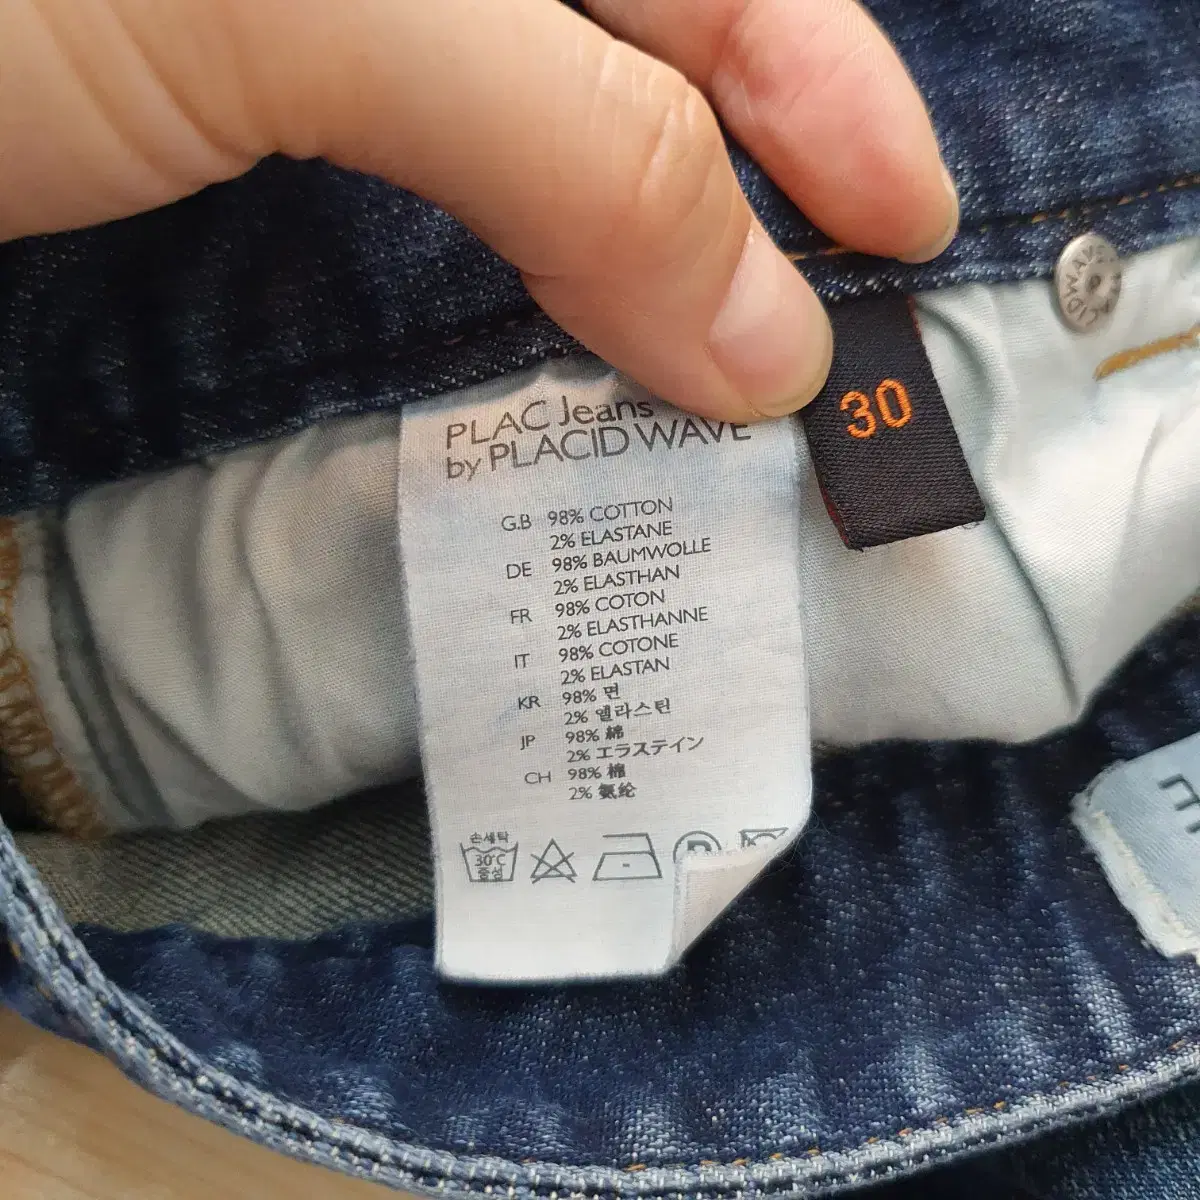 PLAC Jeans
by PLACID WAVE
30
G.B 98% COTTON
2% ELASTANE
DE 98% BAUMWOLLE
2% ELASTHAN
FR 98% COTON
2% ELASTHANNE
IT 98% COTONE
2% ELASTAN
KR 98% 면
2% 엘라스틴
JP 98% 綿
2% エラステイン
CH 98% 棉
2% 氨纶
손세탁
30°C
중성